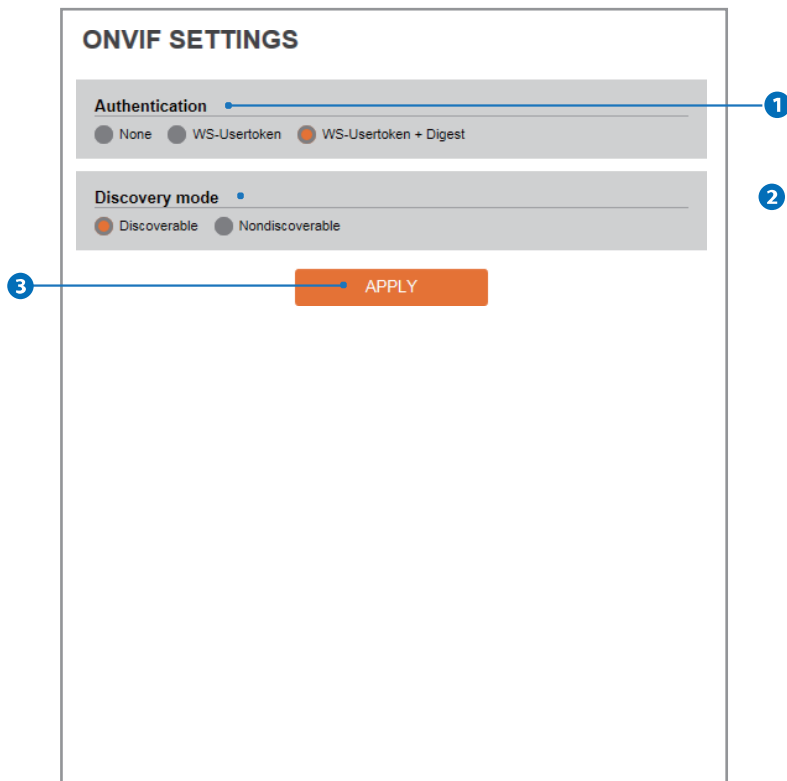 ONVIF SETTINGS
Authentication
1
None WS-Usertoken WS-Usertoken + Digest
Discovery mode
2
Discoverable Nondiscoverable
3
APPLY